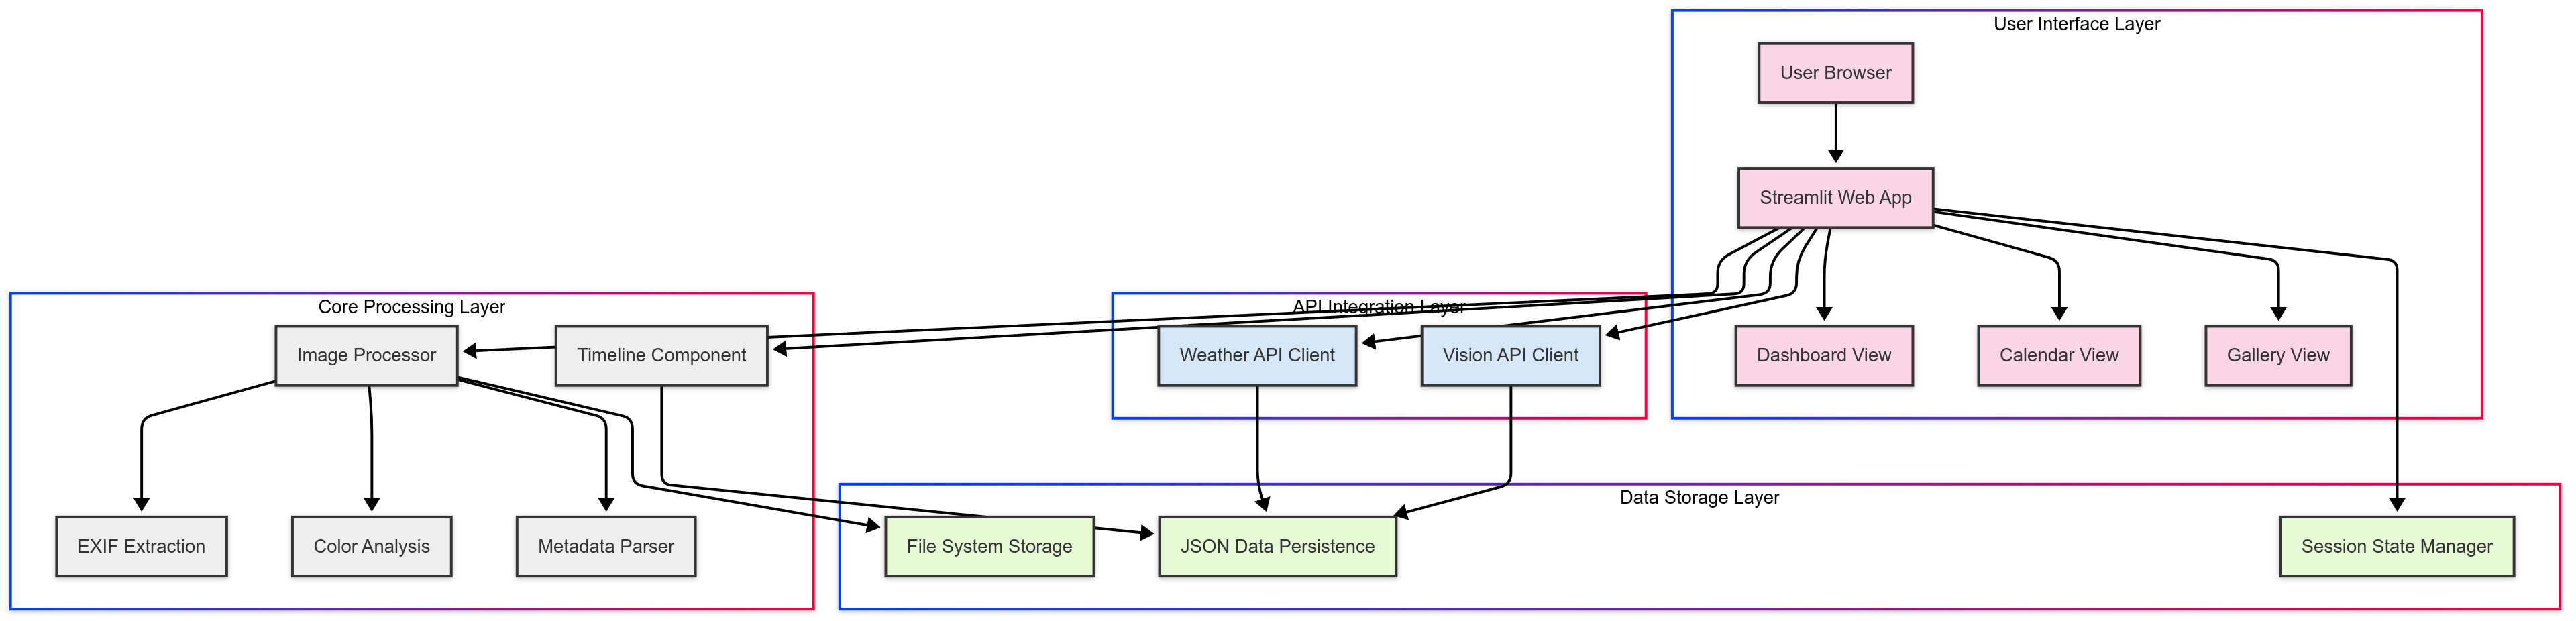 User Interface Layer
User Browser
Streamlit Web App
Dashboard View
Calendar View
Gallery View
Core Processing Layer
Image Processor
Timeline Component
EXIF Extraction
Color Analysis
Metadata Parser
API Integration Layer
Weather API Client
Vision API Client
Data Storage Layer
File System Storage
JSON Data Persistence
Session State Manager